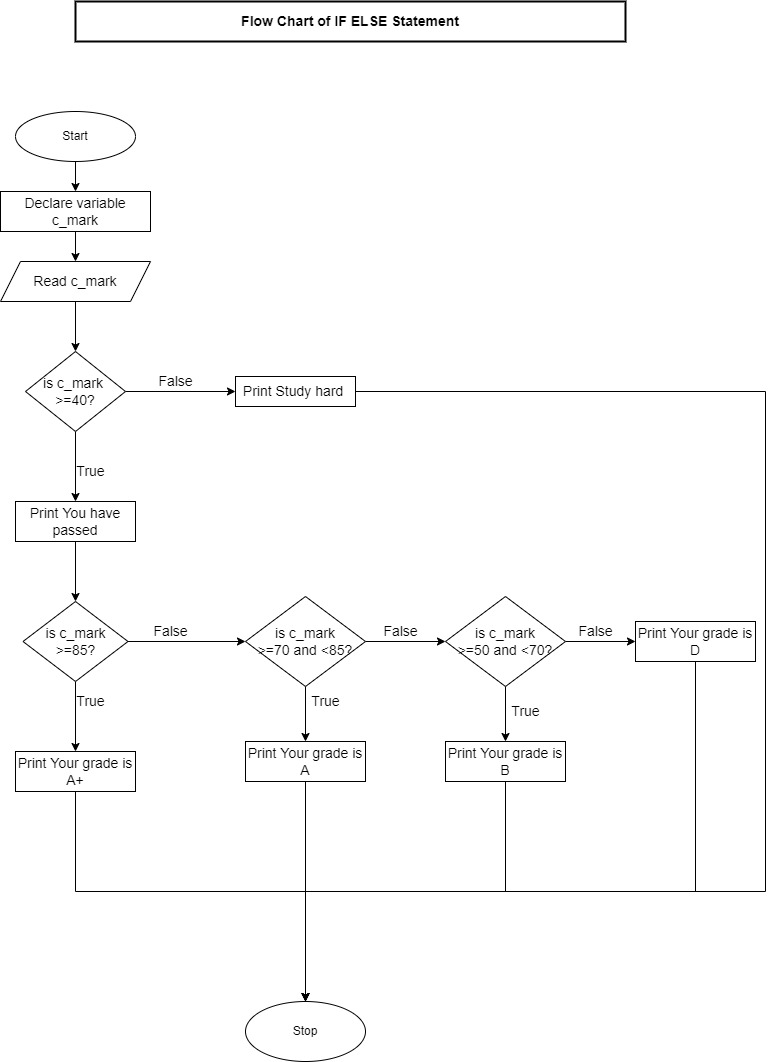 Flow Chart of IF ELSE Statement
Start
Declare variable
c_mark
Read c_mark
is c_mark
>=40?
False
Print Study hard
True
Print You have
passed
is c_mark
>=85?
False
is c_mark
>=70 and <85?
False
is c_mark
>=50 and <70?
False
Print Your grade is
D
True
True
True
Print Your grade is
A+
Print Your grade is
A
Print Your grade is
B
Stop